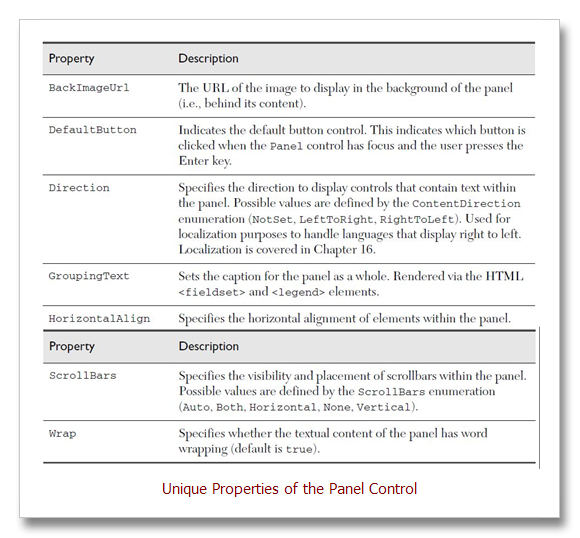 Property Description
BackImageUrl The URL of the image to display in the background of the panel
(i.e., behind its content).
DefaultButton Indicates the default button control. This indicates which button is
clicked when the Panel control has focus and the user presses the
Enter key.
Direction Specifies the direction to display controls that contain text within
the panel. Possible values are defined by the ContentDirection
enumeration (NotSet, LeftToRight, RightToLeft). Used for
localization purposes to handle languages that display right to left.
Localization is covered in Chapter 16.
GroupingText Sets the caption for the panel as a whole. Rendered via the HTML
<fieldset> and <legend> elements.
HorizontalAlign Specifies the horizontal alignment of elements within the panel.
Property Description
ScrollBars Specifies the visibility and placement of scrollbars within the panel.
Possible values are defined by the ScrollBars enumeration
(Auto, Both, Horizontal, None, Vertical).
Wrap Specifies whether the textual content of the panel has word
wrapping (default is true).
Unique Properties of the Panel Control